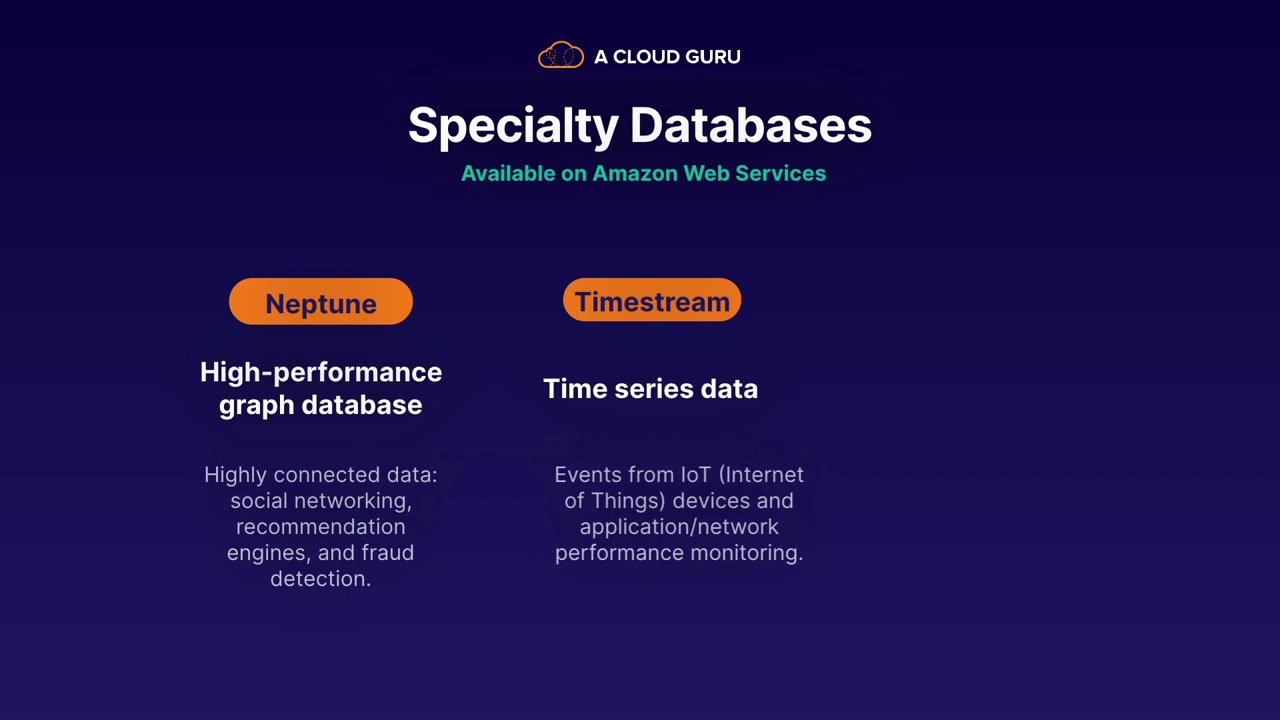 A CLOUD GURU
Specialty Databases
Available on Amazon Web Services
Neptune
High-performance
graph database
Highly connected data:
social networking,
recommendation
engines, and fraud
detection.
Timestream
Time series data
Events from IoT (Internet
of Things) devices and
application/network
performance monitoring.